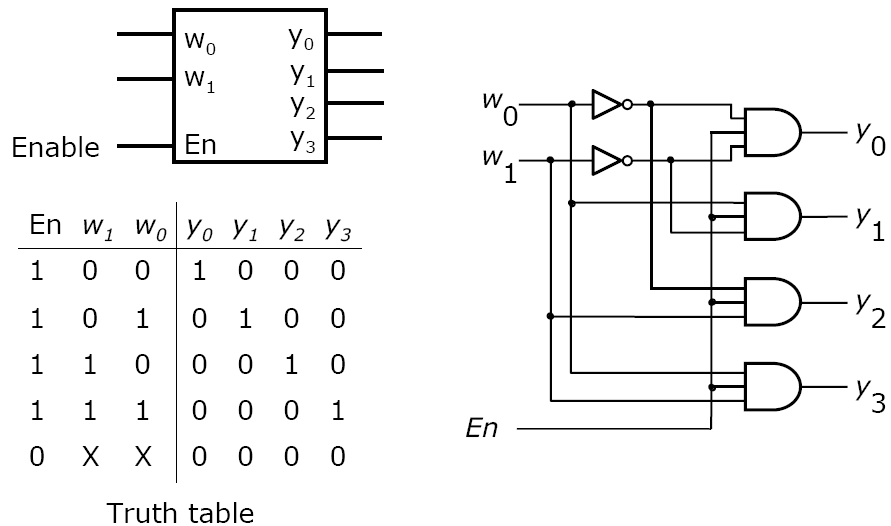 w0 y0
w1 y1
y2
Enable En y3
En w1 w0 y0 y1 y2 y3
1 0 0 1 0 0 0
1 0 1 0 1 0 0
1 1 0 0 0 1 0
1 1 1 0 0 0 1
0 X X 0 0 0 0
Truth table
w0
y0
w1
y1
y2
y3
En